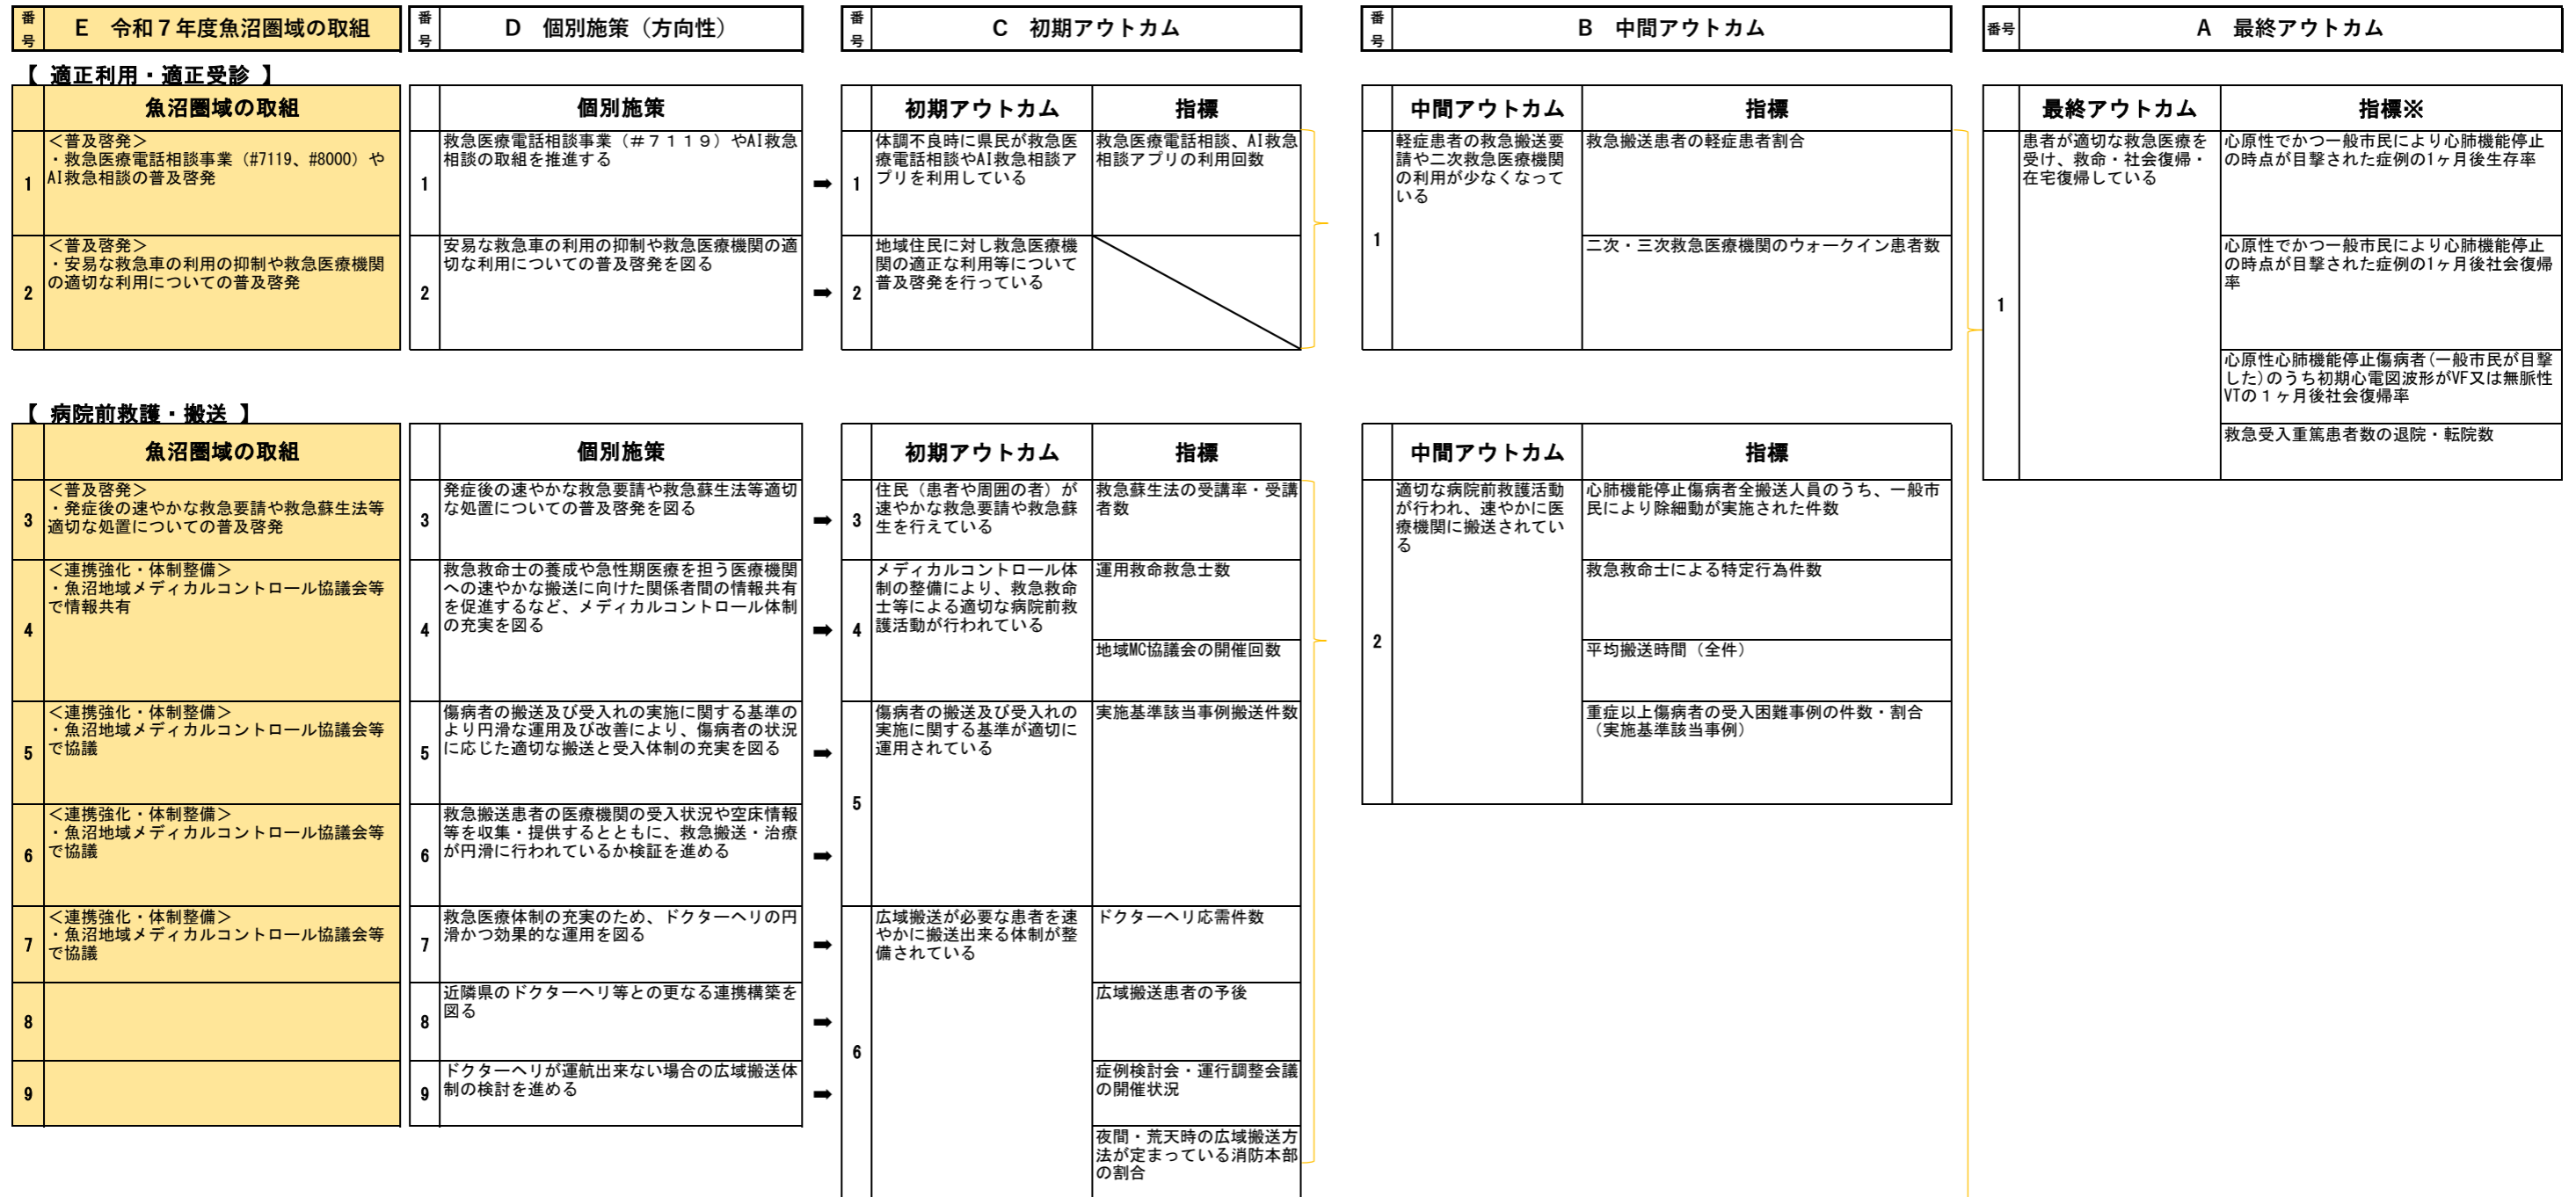 番号
E 令和７年度魚沼圏域の取組
番号
D 個別施策（方向性）
番号
C 初期アウトカム
番号
B 中間アウトカム
番号
A 最終アウトカム
【 適正利用・適正受診 】
魚沼圏域の取組
個別施策
初期アウトカム
指標
中間アウトカム
指標
最終アウトカム
指標※
1
＜普及啓発＞
・救急医療電話相談事業（#7119、#8000）や
AI救急相談の普及啓発
1
救急医療電話相談事業（＃７１１９）やAI救急
相談の取組を推進する
➡
1
体調不良時に県民が救急医
療電話相談やAI救急相談ア
プリを利用している
救急医療電話相談、AI救急
相談アプリの利用回数
2
＜普及啓発＞
・安易な救急車の利用の抑制や救急医療機関
の適切な利用についての普及啓発
2
安易な救急車の利用の抑制や救急医療機関の適
切な利用についての普及啓発を図る
➡
2
地域住民に対し救急医療機
関の適正な利用等について
普及啓発を行っている
1
軽症患者の救急搬送要
請や二次救急医療機関
の利用が少なくなって
いる
救急搬送患者の軽症患者割合
二次・三次救急医療機関のウォークイン患者数
1
患者が適切な救急医療を
受け、救命・社会復帰・
在宅復帰している
心原性でかつ一般市民により心肺機能停止
の時点が目撃された症例の1ヶ月後生存率
心原性でかつ一般市民により心肺機能停止
の時点が目撃された症例の1ヶ月後社会復帰
率
心原性心肺機能停止傷病者(一般市民が目撃
した)のうち初期心電図波形がVF又は無脈性
VTの１ヶ月後社会復帰率
救急受入重篤患者数の退院・転院数
【 病院前救護・搬送 】
魚沼圏域の取組
個別施策
初期アウトカム
指標
中間アウトカム
指標
3
＜普及啓発＞
・発症後の速やかな救急要請や救急蘇生法等
適切な処置についての普及啓発
3
発症後の速やかな救急要請や救急蘇生法等適切
な処置についての普及啓発を図る
➡
3
住民（患者や周囲の者）が
速やかな救急要請や救急蘇
生を行えている
救急蘇生法の受講率・受講
者数
4
＜連携強化・体制整備＞
・魚沼地域メディカルコントロール協議会等
で情報共有
4
救急救命士の養成や急性期医療を担う医療機関
への速やかな搬送に向けた関係者間の情報共有
を促進するなど、メディカルコントロール体制
の充実を図る
➡
4
メディカルコントロール体
制の整備により、救急救命
士等による適切な病院前救
護活動が行われている
運用救命救急士数
地域MC協議会の開催回数
5
＜連携強化・体制整備＞
・魚沼地域メディカルコントロール協議会等
で協議
5
傷病者の搬送及び受入れの実施に関する基準の
より円滑な運用及び改善により、傷病者の状況
に応じた適切な搬送と受入体制の充実を図る
➡
5
傷病者の搬送及び受入れの
実施に関する基準が適切に
運用されている
実施基準該当事例搬送件数
6
＜連携強化・体制整備＞
・魚沼地域メディカルコントロール協議会等
で協議
6
救急搬送患者の医療機関の受入状況や空床情報
等を収集・提供するとともに、救急搬送・治療
が円滑に行われているか検証を進める
➡
7
＜連携強化・体制整備＞
・魚沼地域メディカルコントロール協議会等
で協議
7
救急医療体制の充実のため、ドクターヘリの円
滑かつ効果的な運用を図る
➡
6
広域搬送が必要な患者を速
やかに搬送出来る体制が整
備されている
ドクターヘリ応需件数
8
8
近隣県のドクターヘリ等との更なる連携構築を
図る
➡
広域搬送患者の予後
9
9
ドクターヘリが運航出来ない場合の広域搬送体
制の検討を進める
➡
症例検討会・運行調整会議
の開催状況
夜間・荒天時の広域搬送方
法が定まっている消防本部
の割合
2
適切な病院前救護活動
が行われ、速やかに医
療機関に搬送されてい
る
心肺機能停止傷病者全搬送人員のうち、一般市
民により除細動が実施された件数
救急救命士による特定行為件数
平均搬送時間（全件）
重症以上傷病者の受入困難事例の件数・割合
（実施基準該当事例）